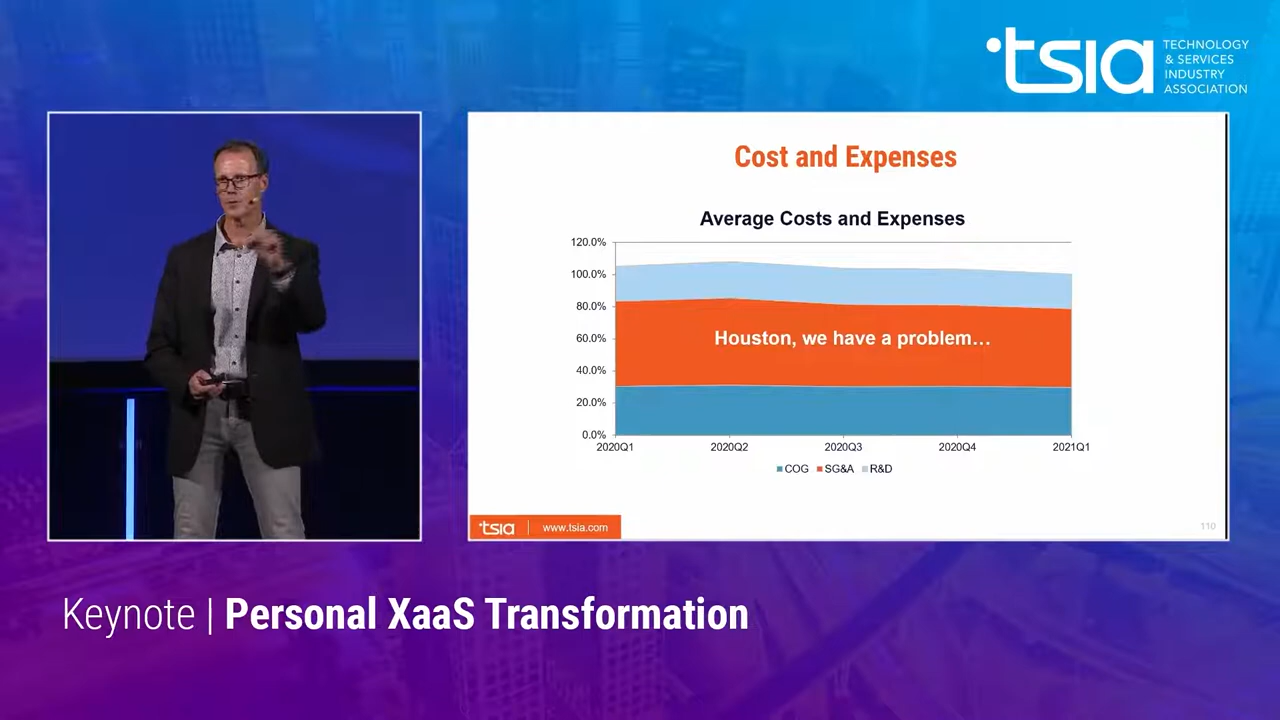 tsia
TECHNOLOGY
& SERVICES
INDUSTRY
ASSOCIATION
Cost and Expenses
Average Costs and Expenses
120.0%
100.0%
80.0%
60.0%
40.0%
20.0%
0.0%
Houston, we have a problem...
2020Q1 2020Q2 2020Q3 2020Q4 2021Q1
COG SG&A R&D
tsia www.tsia.com
110
Keynote | Personal XaaS Transformation